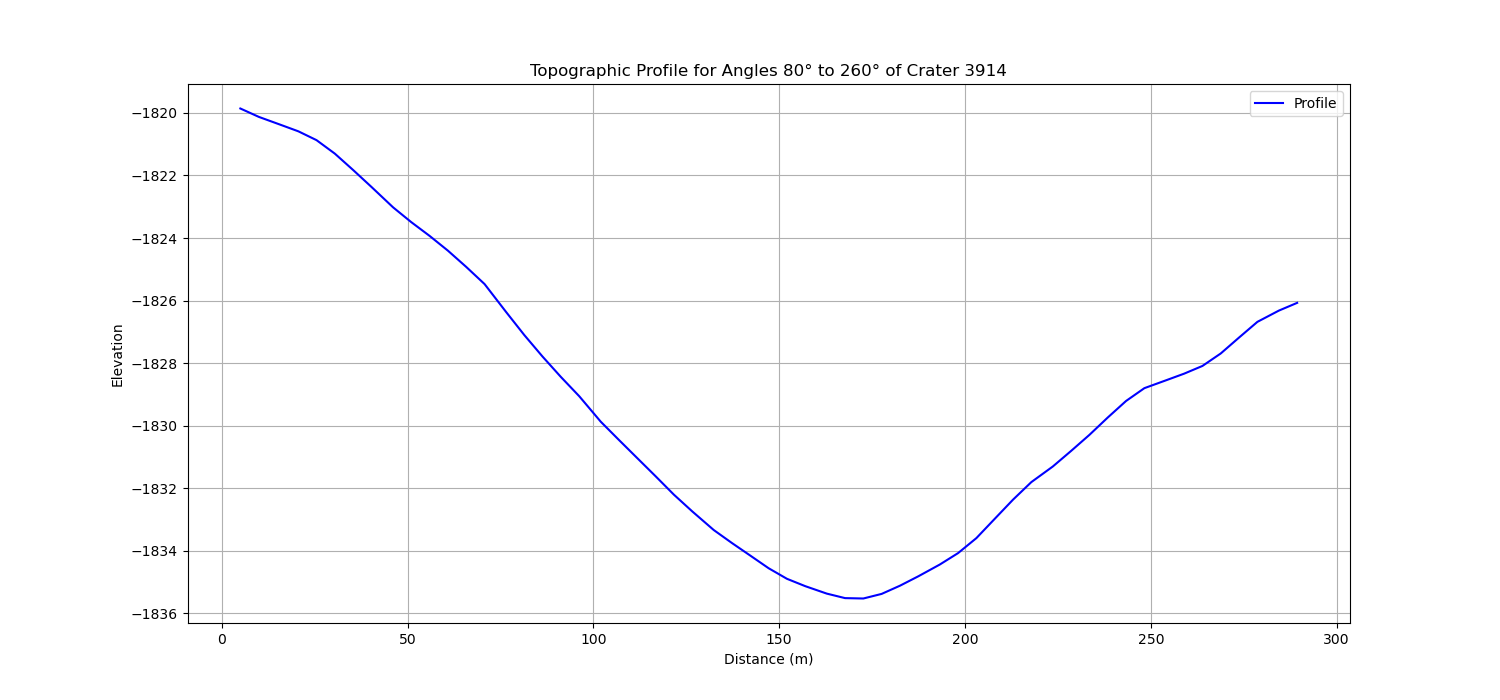 Topographic Profile for Angles 80° to 260° of Crater 3914
Profile
−1820
−1822
−1824
−1826
−1828
−1830
−1832
−1834
−1836
Elevation
0 50 100 150 200 250 300
Distance (m)